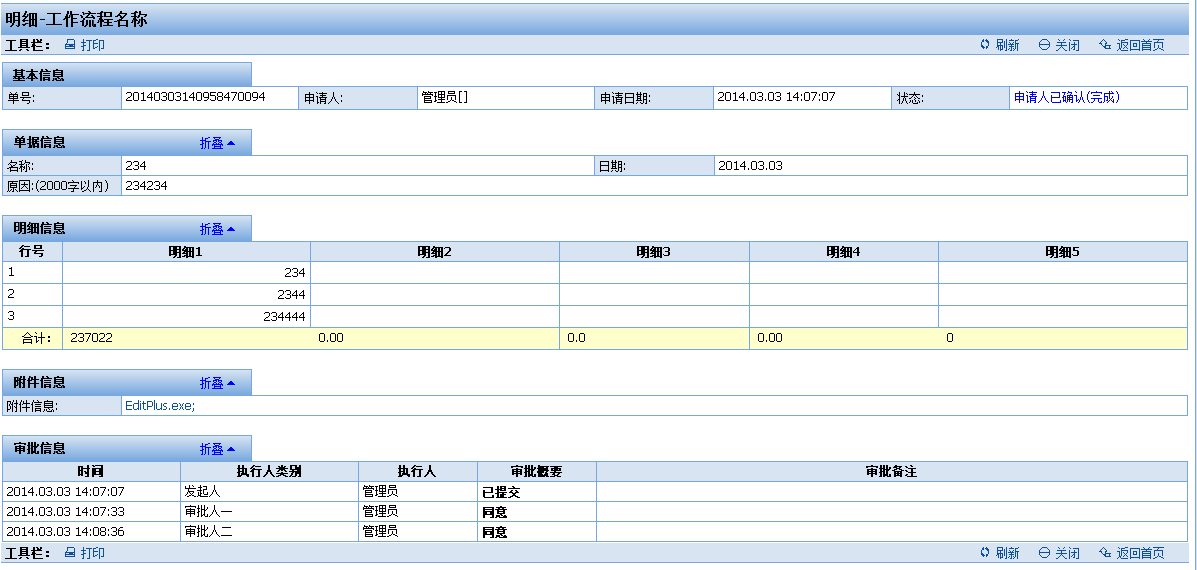 明细-工作流程名称
工具栏： 打印 刷新 关闭 返回首页
基本信息
单号: 20140303140958470094 申请人: 管理员[] 申请日期: 2014.03.03 14:07:07 状态: 申请人已确认(完成)
单据信息 折叠
名称: 234 日期: 2014.03.03
原因:(2000字以内) 234234
明细信息 折叠
行号 明细1 明细2 明细3 明细4 明细5
1 234
2 2344
3 234444
合计： 237022 0.00 0.0 0.00 0
附件信息 折叠
附件信息: EditPlus.exe;
审批信息 折叠
时间 执行人类别 执行人 审批概要 审批备注
2014.03.03 14:07:07 发起人 管理员 已提交
2014.03.03 14:07:33 审批人一 管理员 同意
2014.03.03 14:08:36 审批人二 管理员 同意
工具栏： 打印 刷新 关闭 返回首页